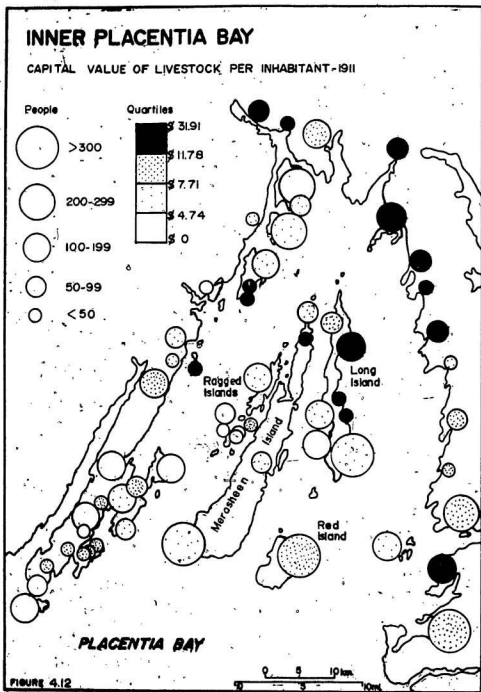 INNER PLACENTIA BAY
CAPITAL VALUE OF LIVESTOCK PER INHABITANT-1911
People
>300
200-299
100-199
50-99
<50
Quartiles
$ 31.91
$ 11.78
$ 7.71
$ 4.74
$ 0
Ragged
Islands
Long
Island
Merasheen Island
Red
Island
PLACENTIA BAY
FIGURE 4.12
0 5 10 km.
0 5 10mi.